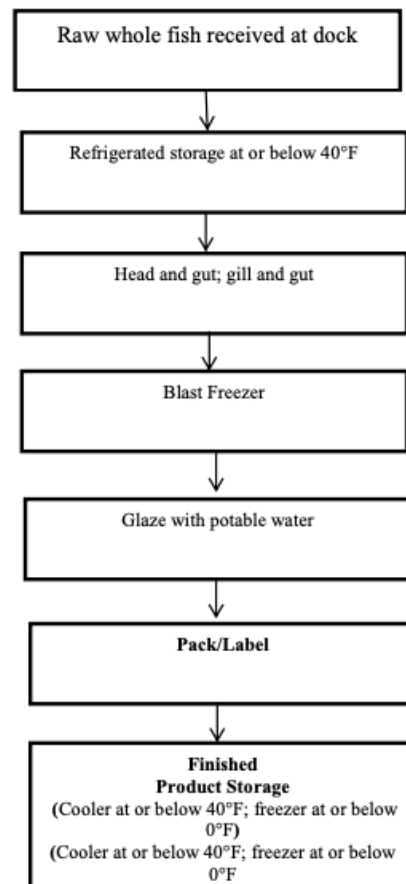 Raw whole fish received at dock
Refrigerated storage at or below 40°F
Head and gut; gill and gut
Blast Freezer
Glaze with potable water
Pack/Label
Finished
Product Storage
(Cooler at or below 40°F; freezer at or below
0°F)
(Cooler at or below 40°F; freezer at or below
0°F